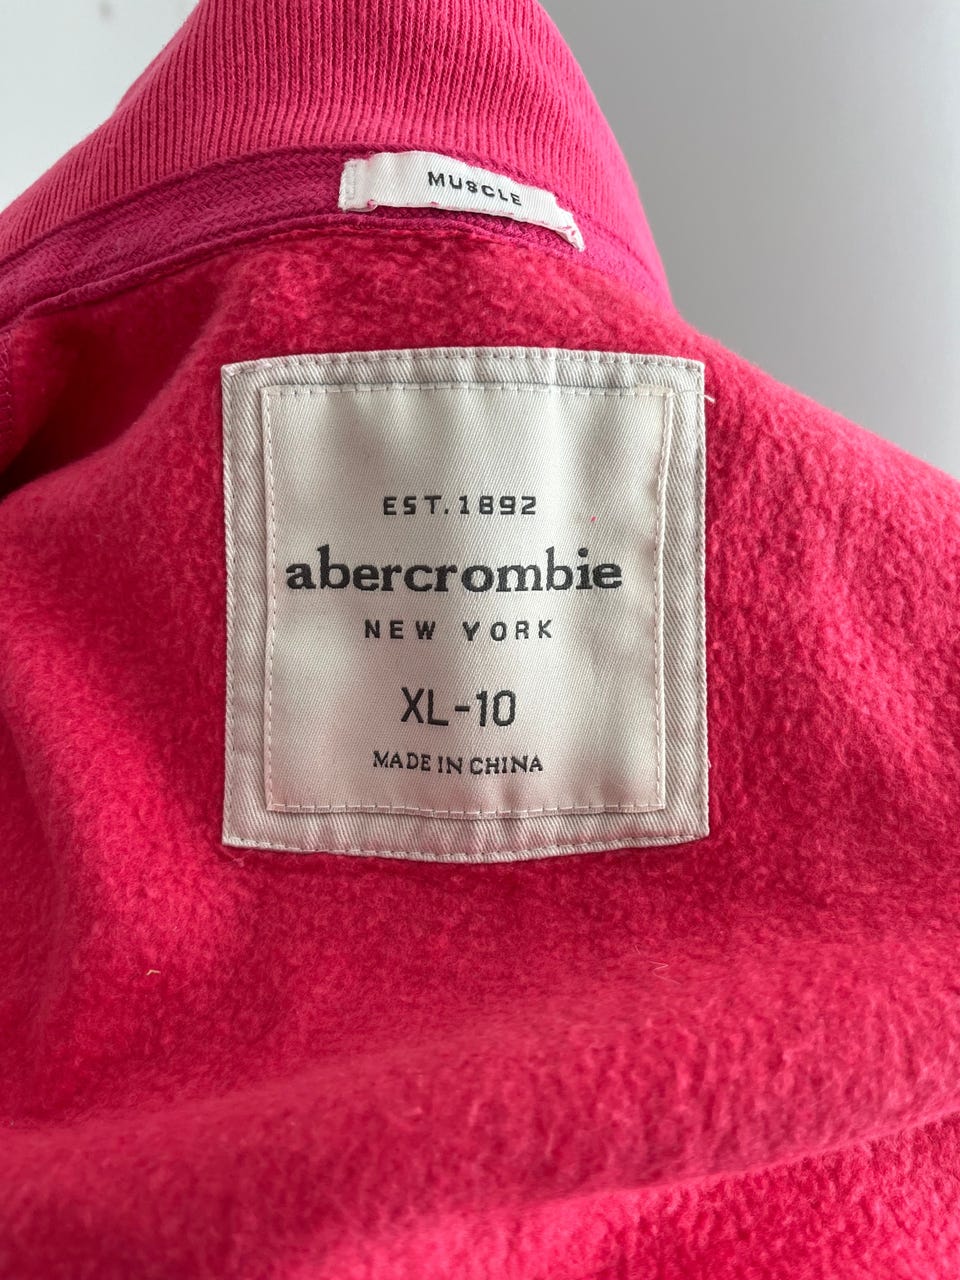 MUSCLE
EST. 1892
abercrombie
NEW YORK
XL-10
MADE IN CHINA